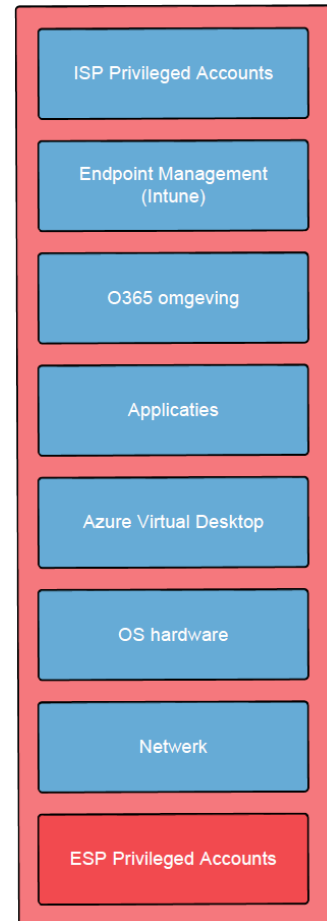 ISP Privileged Accounts
Endpoint Management
(Intune)
O365 omgeving
Applicaties
Azure Virtual Desktop
OS hardware
Netwerk
ESP Privileged Accounts